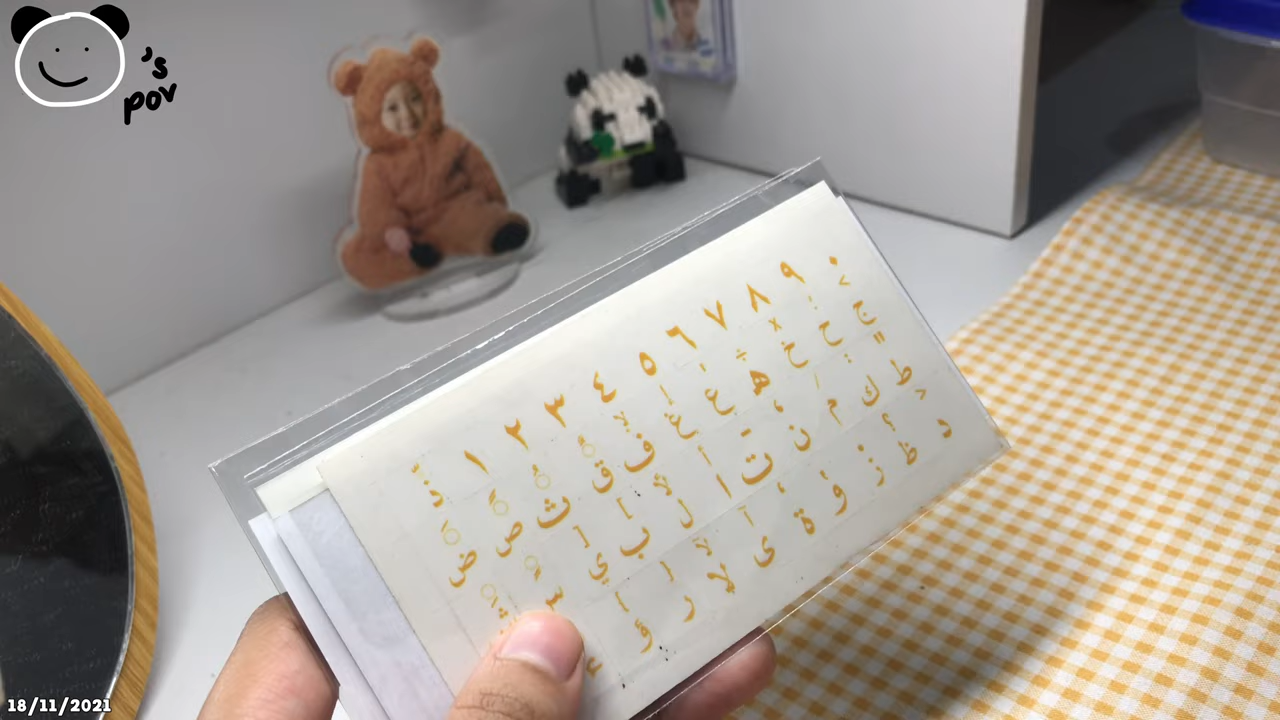 's
pov
ذ ١ ٢ ٣ ٤ ٥ ٦ ٧ ٨ ٩ ٠
ض ص ث ق ف غ ع ه خ ح ج
س ي ب ل ا ت ن م ك ط
ء ؤ ر لا ى ة و ز ظ د
18/11/2021